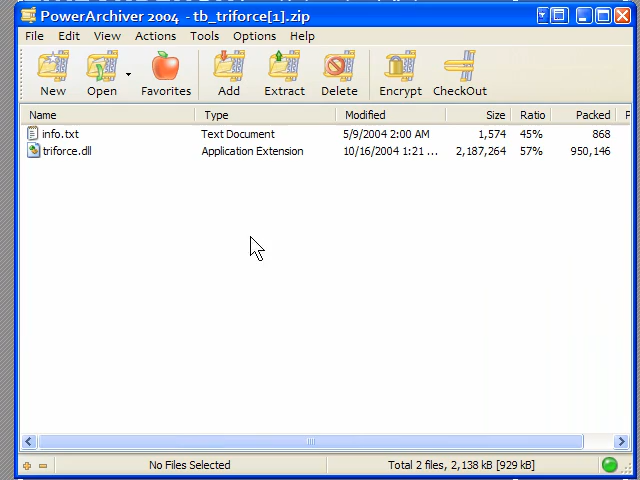 PowerArchiver 2004 - tb_triforce[1].zip
File Edit View Actions Tools Options Help
New Open Favorites Add Extract Delete Encrypt CheckOut
Name Type Modified Size Ratio Packed
info.txt Text Document 5/9/2004 2:00 AM 1,574 45% 868
triforce.dll Application Extension 10/16/2004 1:21 ... 2,187,264 57% 950,146
No Files Selected Total 2 files, 2,138 kB [929 kB]